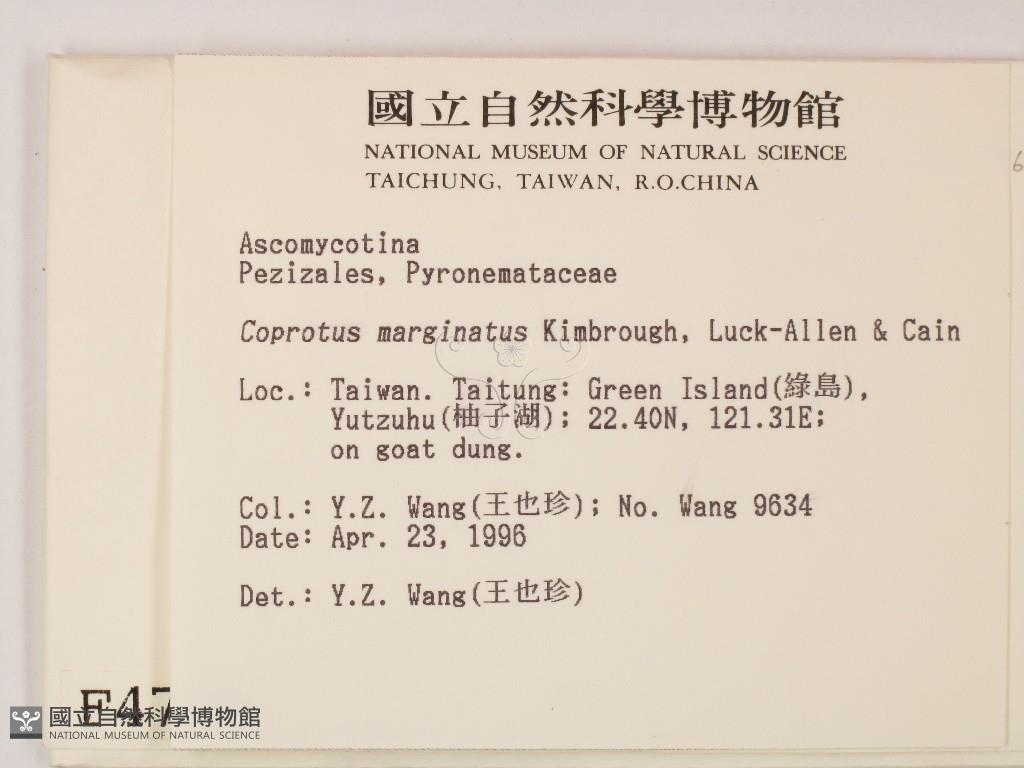 國立自然科學博物館
NATIONAL MUSEUM OF NATURAL SCIENCE
TAICHUNG, TAIWAN, R.O.CHINA
6
Ascomycotina
Pezizales, Pyronemataceae
Coprotus marginatus Kimbrough, Luck-Allen & Cain
Loc.: Taiwan. Taitung: Green Island(綠島),
Yutzuhu(柚子湖); 22.40N, 121.31E;
on goat dung.
Col.: Y.Z. Wang(王也珍); No. Wang 9634
Date: Apr. 23, 1996
Det.: Y.Z. Wang(王也珍)
F47
國立自然科學博物館
NATIONAL MUSEUM OF NATURAL SCIENCE